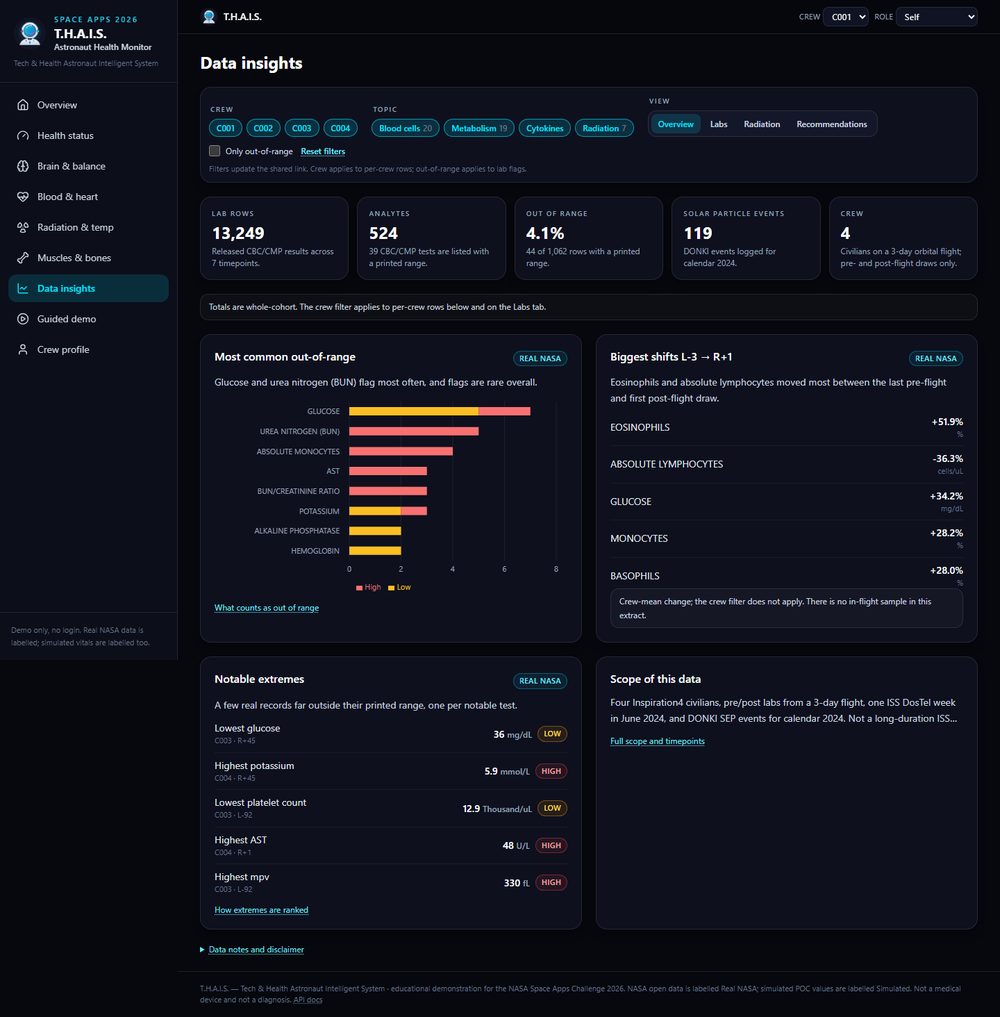 SPACE APPS 2026
T.H.A.I.S.
Astronaut Health Monitor
Tech & Health Astronaut Intelligent System
Overview
Health status
Brain & balance
Blood & heart
Radiation & temp
Muscles & bones
Data insights
Guided demo
Crew profile
Demo only, no login. Real NASA data is
labelled; simulated vitals are labelled too.
T.H.A.I.S.
CREW C001 ROLE Self
Data insights
CREW
C001 C002 C003 C004
TOPIC
Blood cells 20 Metabolism 19 Cytokines Radiation 7
VIEW
Overview Labs Radiation Recommendations
Only out-of-range Reset filters
Filters update the shared link. Crew applies to per-crew rows; out-of-range applies to lab flags.
LAB ROWS
13,249
Released CBC/CMP results across
7 timepoints.
ANALYTES
524
39 CBC/CMP tests are listed with
a printed range.
OUT OF RANGE
4.1%
44 of 1,062 rows with a printed
range.
SOLAR PARTICLE EVENTS
119
DONKI events logged for
calendar 2024.
CREW
4
Civilians on a 3-day orbital flight;
pre- and post-flight draws only.
Totals are whole-cohort. The crew filter applies to per-crew rows below and on the Labs tab.
Most common out-of-range
REAL NASA
Glucose and urea nitrogen (BUN) flag most often, and flags are rare overall.
GLUCOSE
UREA NITROGEN (BUN)
ABSOLUTE MONOCYTES
AST
BUN/CREATININE RATIO
POTASSIUM
ALKALINE PHOSPHATASE
HEMOGLOBIN
0 2 4 6 8
High Low
What counts as out of range
Biggest shifts L-3 → R+1
REAL NASA
Eosinophils and absolute lymphocytes moved most between the last pre-flight
and first post-flight draw.
EOSINOPHILS +51.9%
%
ABSOLUTE LYMPHOCYTES -36.3%
cells/uL
GLUCOSE +34.2%
mg/dL
MONOCYTES +28.2%
%
BASOPHILS +28.0%
%
Crew-mean change; the crew filter does not apply. There is no in-flight sample in this
extract.
Notable extremes
REAL NASA
A few real records far outside their printed range, one per notable test.
Lowest glucose
C003 · R+45
36 mg/dL LOW
Highest potassium
C004 · R+45
5.9 mmol/L HIGH
Lowest platelet count
C003 · L-92
12.9 Thousand/uL LOW
Highest AST
C004 · R+1
48 U/L HIGH
Highest mpv
C003 · L-92
330 fL HIGH
How extremes are ranked
Scope of this data
Four Inspiration4 civilians, pre/post labs from a 3-day flight, one ISS DosTel week
in June 2024, and DONKI SEP events for calendar 2024. Not a long-duration ISS...
Full scope and timepoints
Data notes and disclaimer
T.H.A.I.S. — Tech & Health Astronaut Intelligent System · educational demonstration for the NASA Space Apps Challenge 2026. NASA open data is labelled Real NASA; simulated POC values are labelled Simulated. Not a medical
device and not a diagnosis. API docs